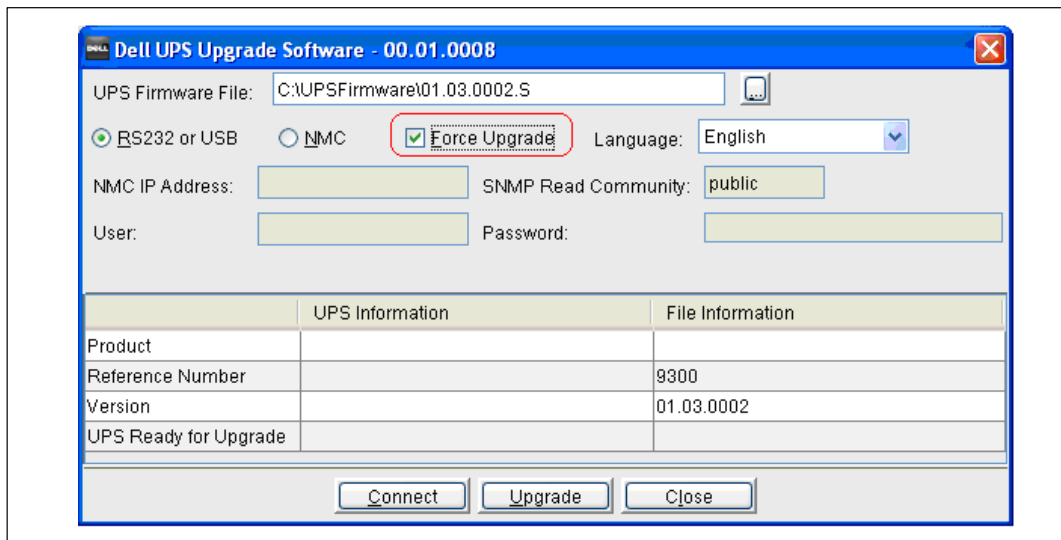 DELL Dell UPS Upgrade Software - 00.01.0008
UPS Firmware File: C:\UPSFirmware\01.03.0002.S ...
RS232 or USB NMC Force Upgrade Language: English
NMC IP Address: SNMP Read Community: public
User: Password:
UPS Information File Information
Product
Reference Number 9300
Version 01.03.0002
UPS Ready for Upgrade
Connect Upgrade Close